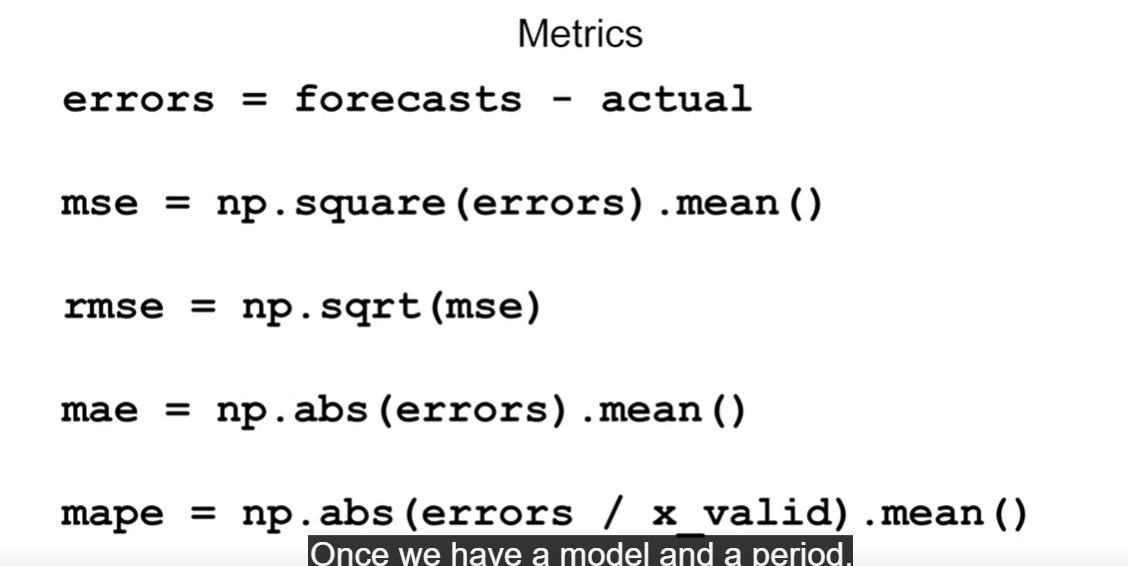 Metrics
errors = forecasts - actual
mse = np.square(errors).mean()
rmse = np.sqrt(mse)
mae = np.abs(errors).mean()
mape = np.abs(errors / x_valid).mean()
Once we have a model and a period,